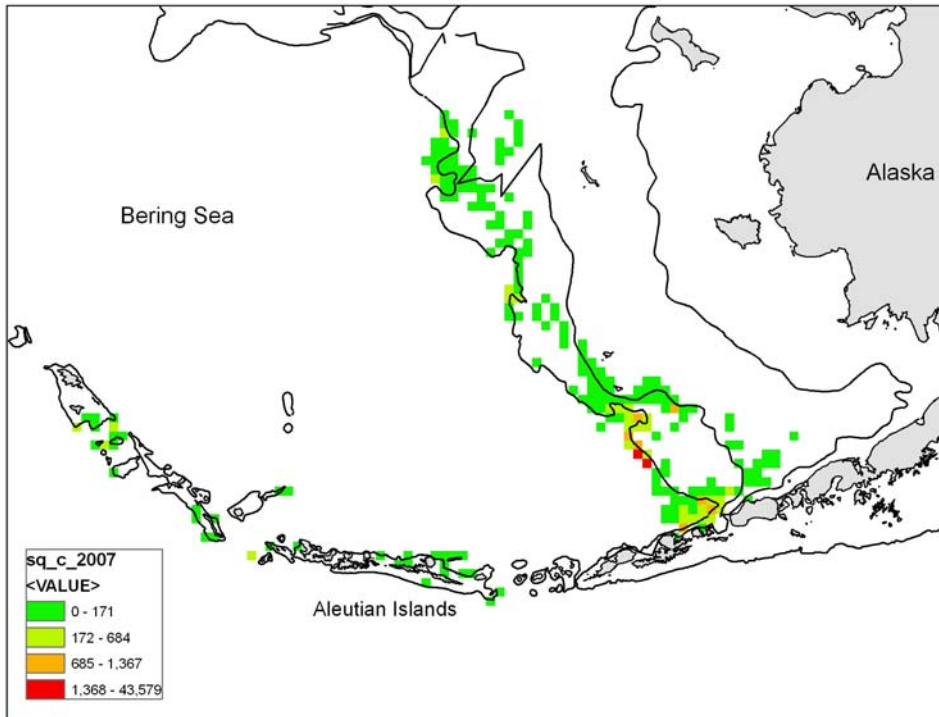 Alaska
Bering Sea
Aleutian Islands
sq_c_2007
<VALUE>
0 - 171
172 - 684
685 - 1,367
1,368 - 43,579